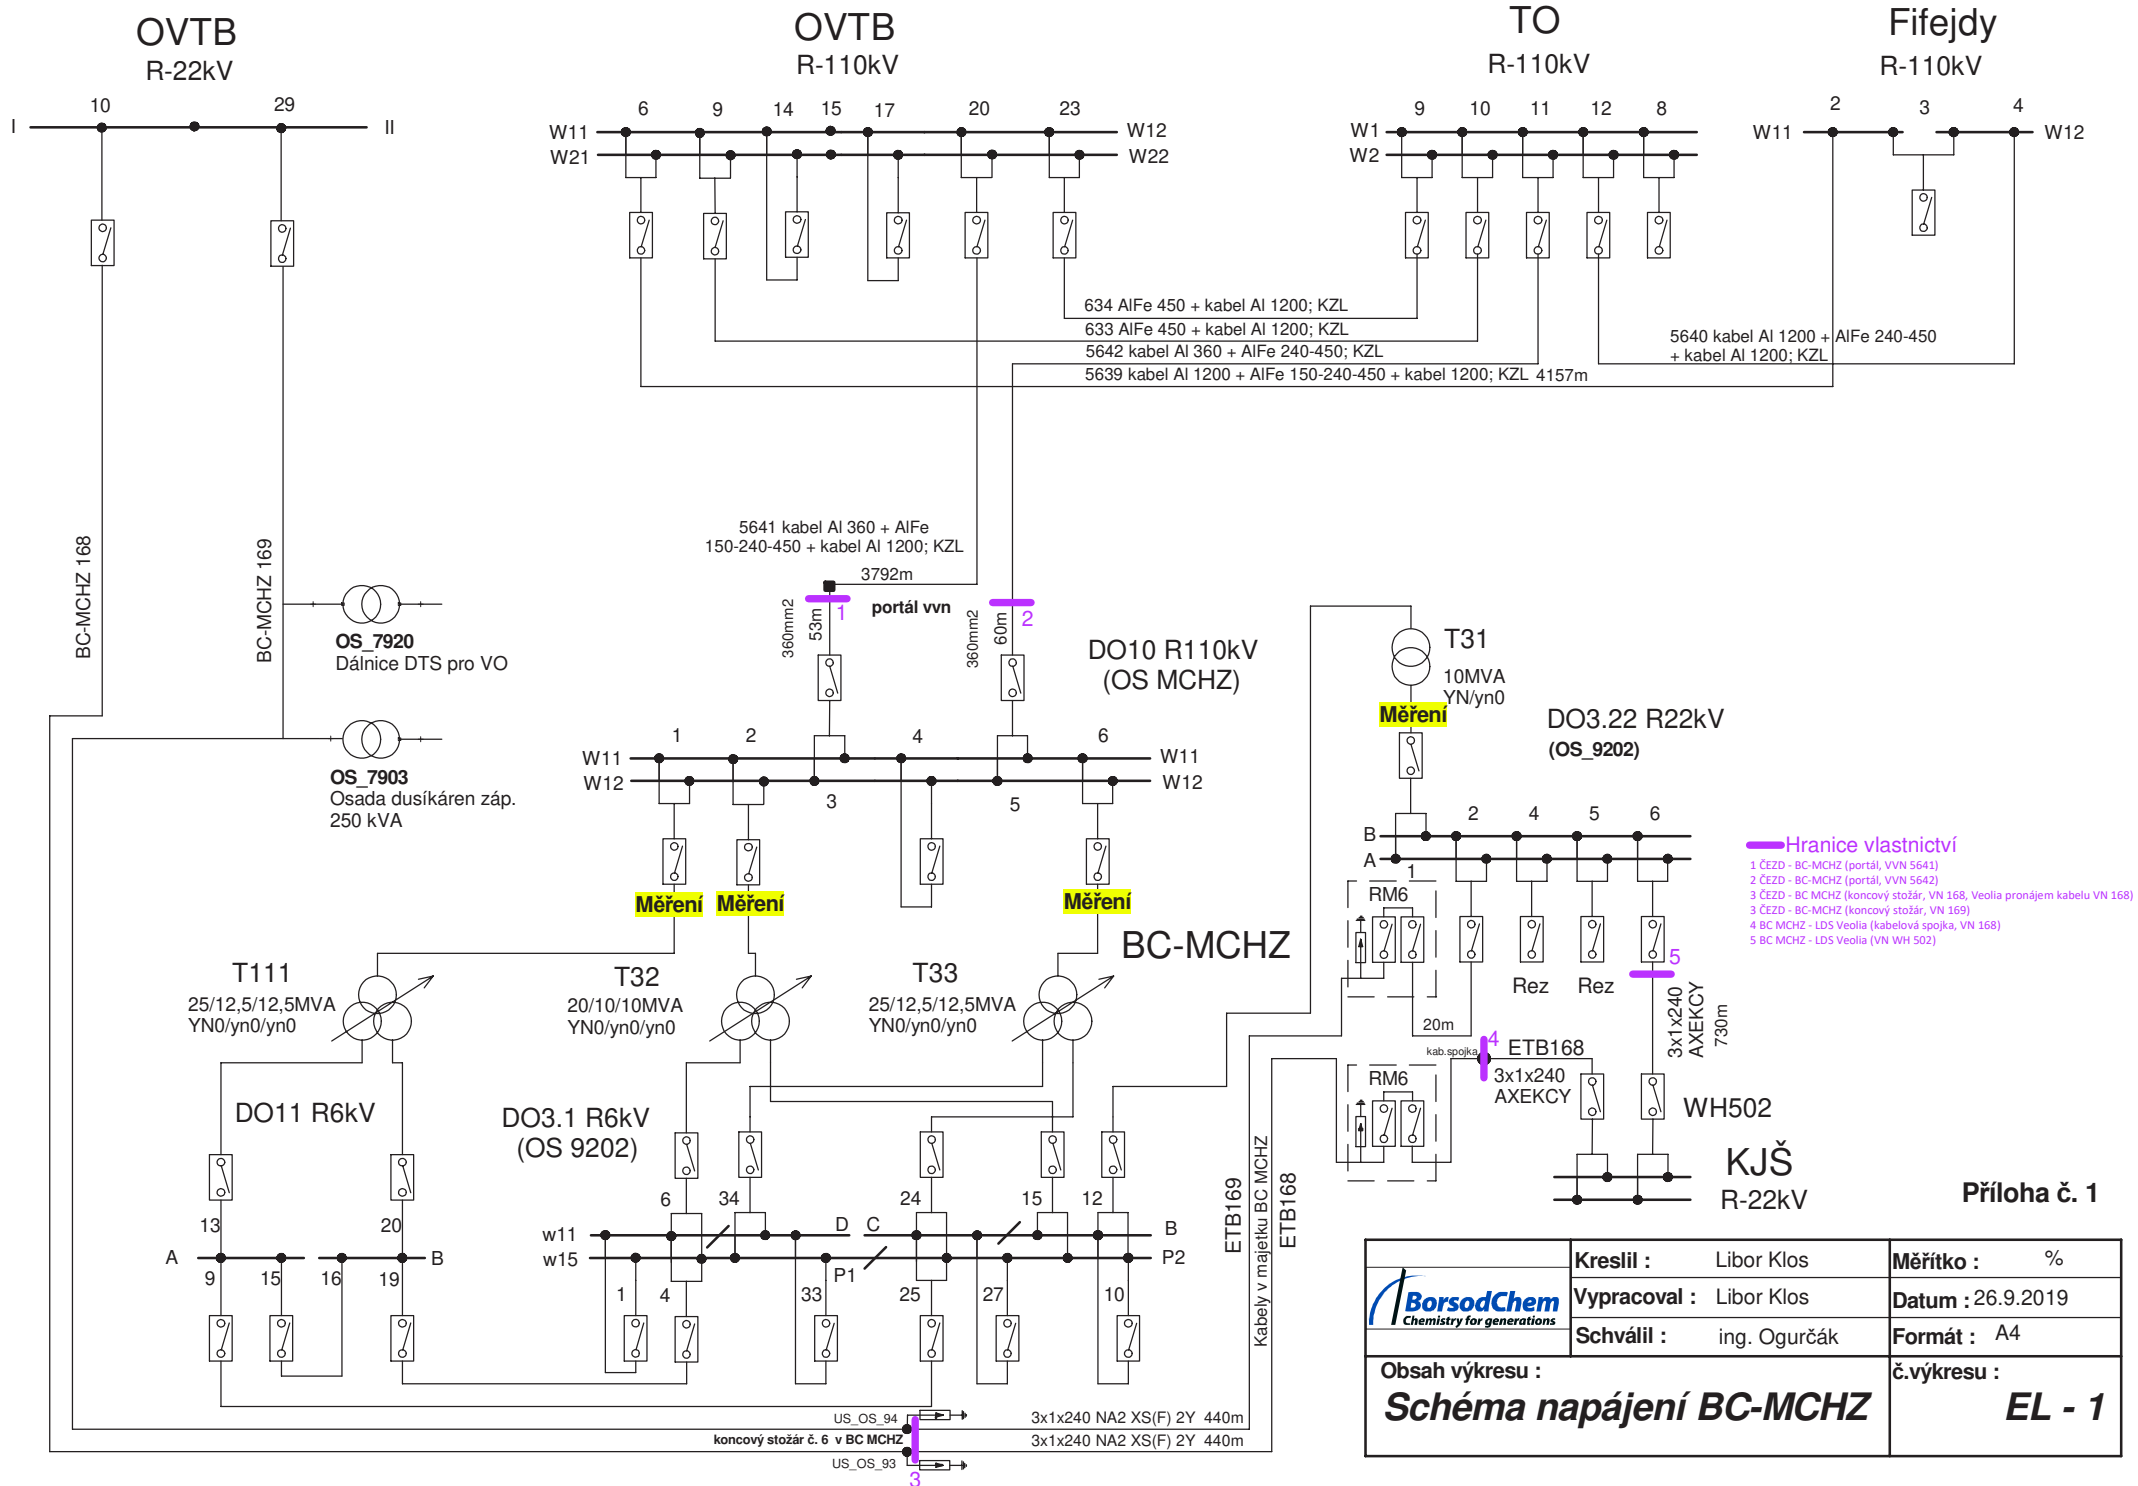 OVTB
R-22kV
OVTB
R-110kV
TO
R-110kV
Fifejdy
R-110kV
10
29
I
II
6
9
14
15
17
20
23
W11
W12
W21
W22
9
10
11
12
8
W1
W2
2
3
4
W11
W12
634 AlFe 450 + kabel Al 1200; KZL
633 AlFe 450 + kabel Al 1200; KZL
5642 kabel Al 360 + AlFe 240-450; KZL
5639 kabel Al 1200 + AlFe 150-240-450 + kabel 1200; KZL 4157m
5640 kabel Al 1200 + AlFe 240-450
+ kabel Al 1200; KZL
BC-MCHZ 168
BC-MCHZ 169
5641 kabel Al 360 + AlFe
150-240-450 + kabel Al 1200; KZL
3792m
portál vvn
1
2
360mm2
53m
360mm2
60m
OS_7920
Dálnice DTS pro VO
OS_7903
Osada dusíkáren záp.
250 kVA
DO10 R110kV
(OS MCHZ)
1
2
4
6
W11
W11
W12
W12
3
5
Měření
Měření
Měření
BC-MCHZ
T31
10MVA
YN/yn0
Měření
DO3.22 R22kV
(OS_9202)
2
4
5
6
B
A
1
RM6
Rez
Rez
5
3x1x240
AXEKCY
730m
20m
kab.spojka
4
ETB168
3x1x240
AXEKCY
RM6
WH502
KJŠ
R-22kV
Hranice vlastnictví
1 ČEZD - BC-MCHZ (portál, VVN 5641)
2 ČEZD - BC-MCHZ (portál, VVN 5642)
3 ČEZD - BC MCHZ (koncový stožár, VN 168, Veolia pronájem kabelu VN 168)
3 ČEZD - BC-MCHZ (koncový stožár, VN 169)
4 BC MCHZ - LDS Veolia (kabelová spojka, VN 168)
5 BC MCHZ - LDS Veolia (VN WH 502)
T111
25/12,5/12,5MVA
YN0/yn0/yn0
T32
20/10/10MVA
YN0/yn0/yn0
T33
25/12,5/12,5MVA
YN0/yn0/yn0
DO11 R6kV
DO3.1 R6kV
(OS 9202)
13
20
A
B
9
15
16
19
6
34
24
15
12
w11
D
C
B
w15
P1
P2
1
4
33
25
27
10
ETB169
Kabely v majetku BC MCHZ
ETB168
US_OS_94
koncový stožár č. 6 v BC MCHZ
US_OS_93
3
3x1x240 NA2 XS(F) 2Y 440m
3x1x240 NA2 XS(F) 2Y 440m
Příloha č. 1
BorsodChem
Chemistry for generations
Kreslil : Libor Klos
Měřítko : %
Vypracoval : Libor Klos
Datum : 26.9.2019
Schválil : ing. Ogurčák
Formát : A4
Obsah výkresu :
Schéma napájení BC-MCHZ
č.výkresu :
EL - 1